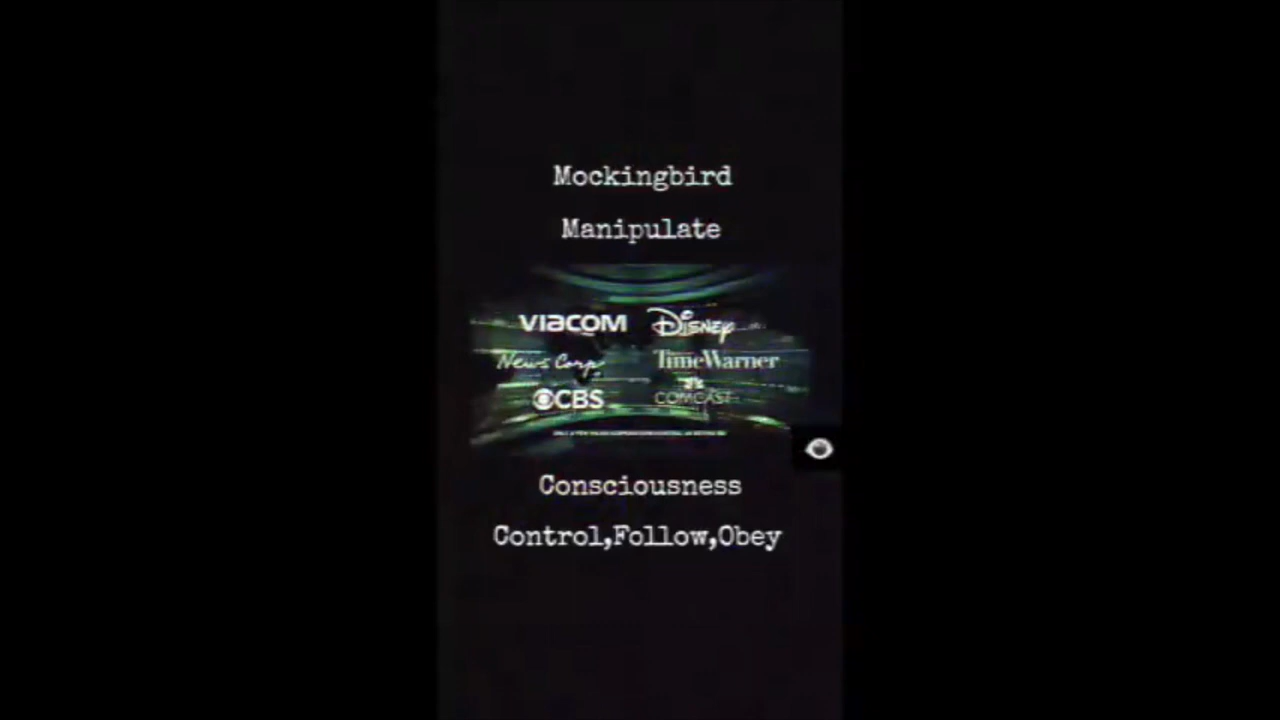 Mockingbird
Manipulate
VIACOM DISNEY
News Corp TimeWarner
CBS COMCAST
Consciousness
Control,Follow,Obey